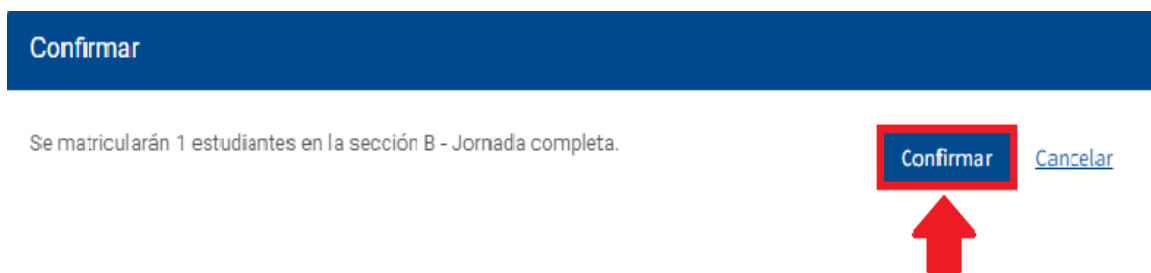 Confirmar
Se matricularán 1 estudiantes en la sección B - Jornada completa.
Confirmar Cancelar